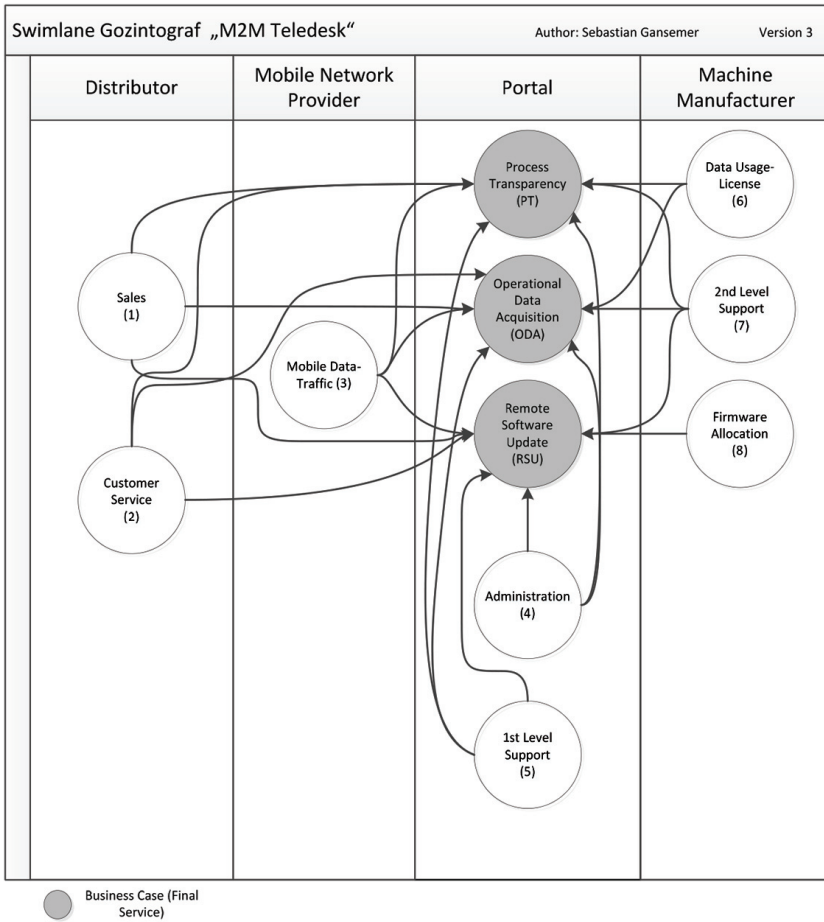 Swimlane Gozintograf „M2M Teledesk“
Author: Sebastian Gansemer
Version 3
Distributor
Mobile Network
Provider
Portal
Machine
Manufacturer
Process
Transparency
(PT)
Data Usage-
License
(6)
Sales
(1)
Operational
Data
Acquisition
(ODA)
2nd Level
Support
(7)
Mobile Data-
Traffic (3)
Remote
Software
Update
(RSU)
Firmware
Allocation
(8)
Customer
Service
(2)
Administration
(4)
1st Level
Support
(5)
Business Case (Final
Service)